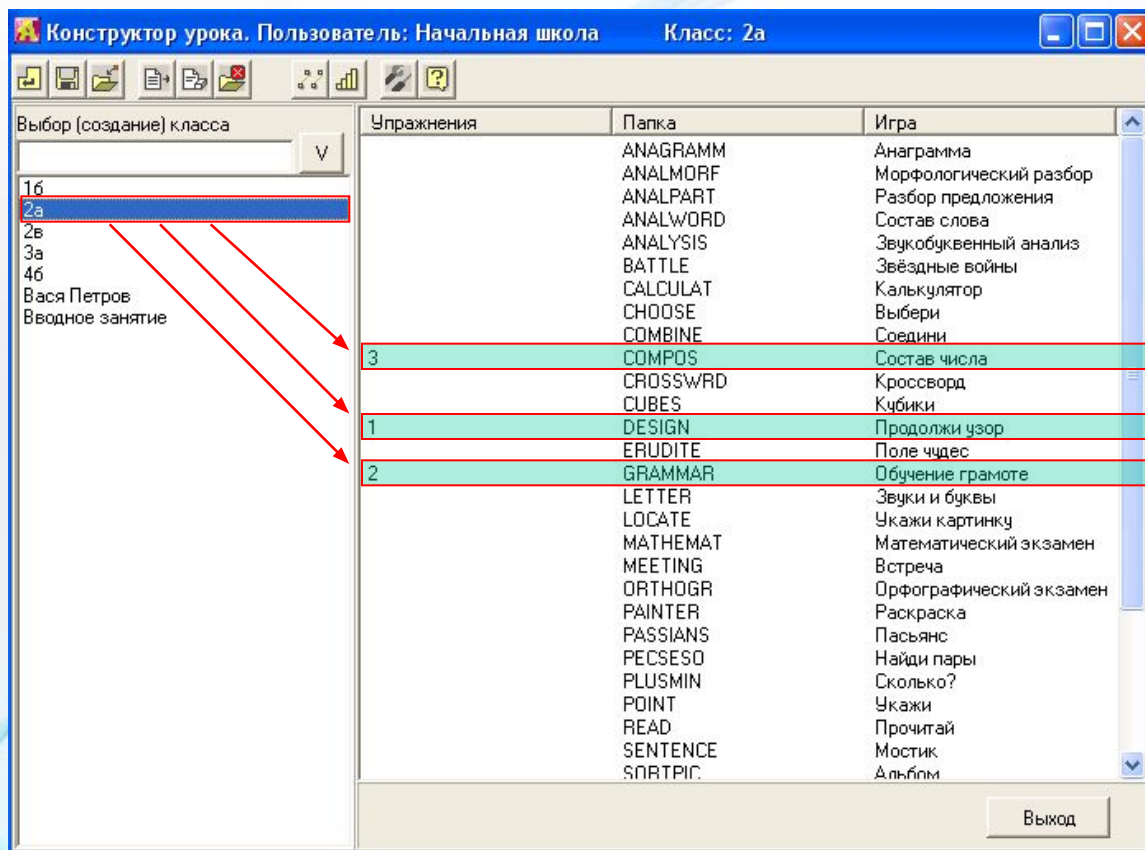 Конструктор урока. Пользователь: Начальная школа Класс: 2а
Выбор (создание) класса
V
1б
2а
2в
3а
4б
Вася Петров
Вводное занятие
Упражнения Папка Игра
ANAGRAMM Анаграмма
ANALMORF Морфологический разбор
ANALPART Разбор предложения
ANALWORD Состав слова
ANALYSIS Звукобуквенный анализ
BATTLE Звёздные войны
CALCULAT Калькулятор
CHOOSE Выбери
COMBINE Соедини
3 COMPOS Состав числа
CROSSWRD Кроссворд
CUBES Кубики
1 DESIGN Продолжи узор
ERUDITE Поле чудес
2 GRAMMAR Обучение грамоте
LETTER Звуки и буквы
LOCATE Укажи картинку
MATHEMAT Математический экзамен
MEETING Встреча
ORTHOGR Орфографический экзамен
PAINTER Раскраска
PASSIANS Пасьянс
PECSESO Найди пары
PLUSMIN Сколько?
POINT Укажи
READ Прочитай
SENTENCE Мостик
SORTPIC Альбом
Выход